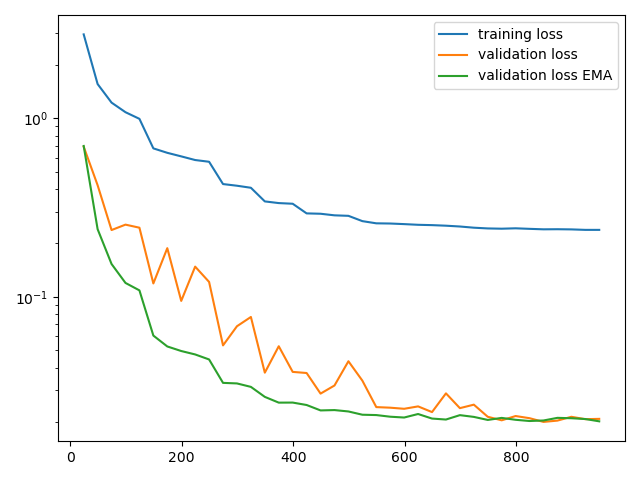 training loss
validation loss
validation loss EMA
10⁰
10⁻¹
0 200 400 600 800